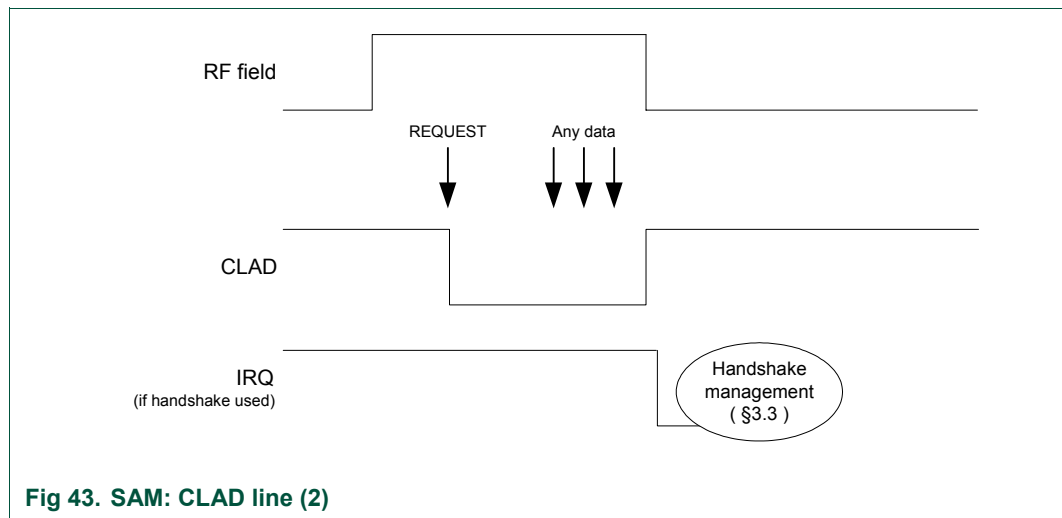 RF field
REQUEST
Any data
CLAD
IRQ
(if handshake used)
Handshake
management
( §3.3 )
Fig 43. SAM: CLAD line (2)